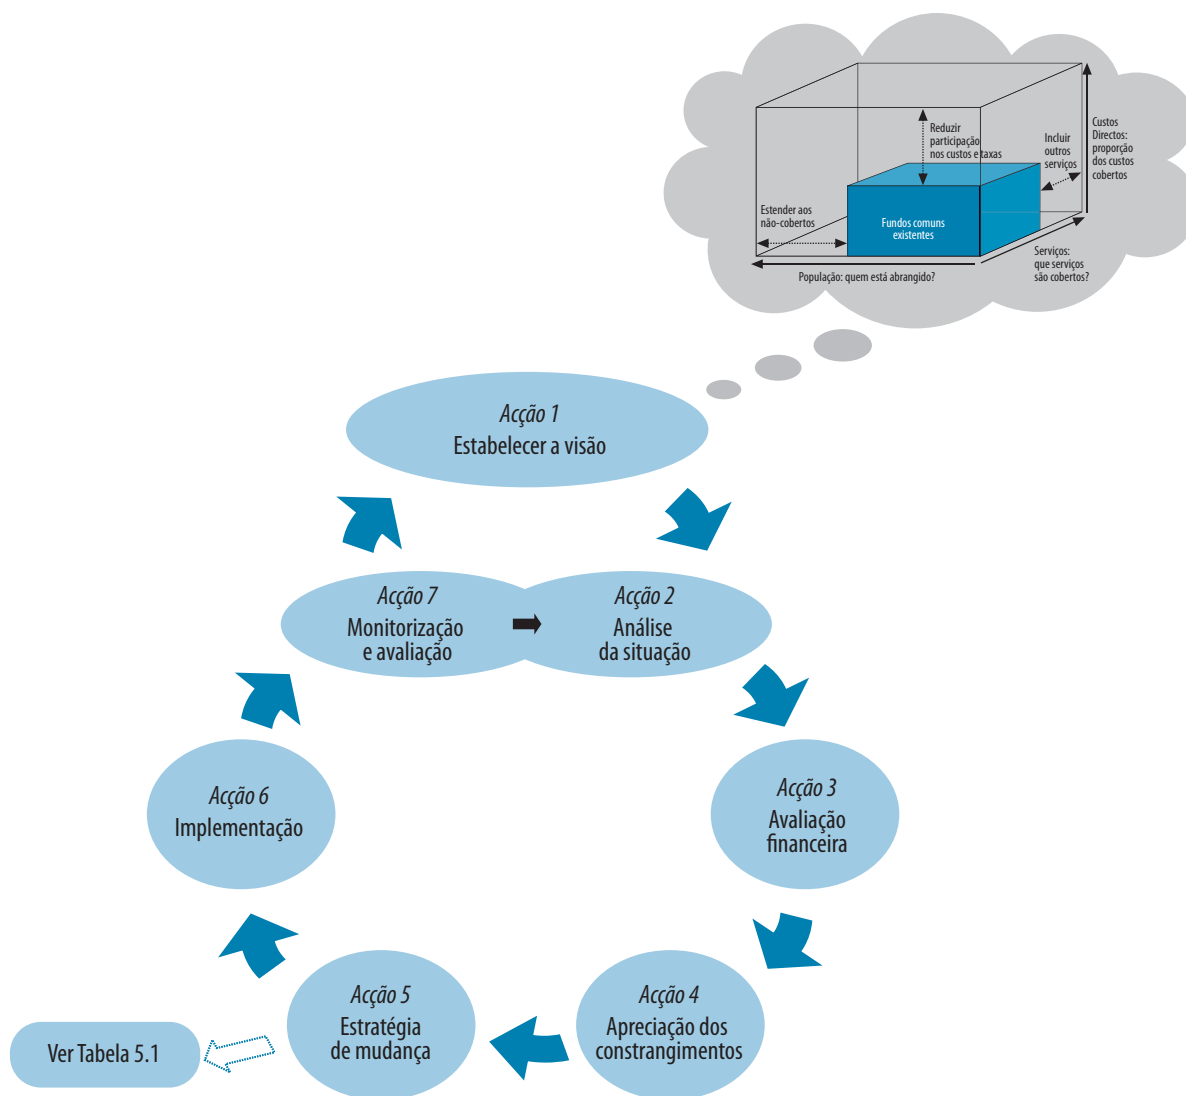 Reduzir
participação
nos custos e taxas
Incluir
outros
serviços
Custos
Directos:
proporção
dos custos
cobertos
Estender aos
não-cobertos
Fundos comuns
existentes
Serviços:
que serviços
são cobertos?
População: quem está abrangido?
Acção 1
Estabelecer a visão
Acção 7
Monitorização
e avaliação
Acção 2
Análise
da situação
Acção 6
Implementação
Acção 3
Avaliação
financeira
Acção 5
Estratégia
de mudança
Acção 4
Apreciação dos
constrangimentos
Ver Tabela 5.1